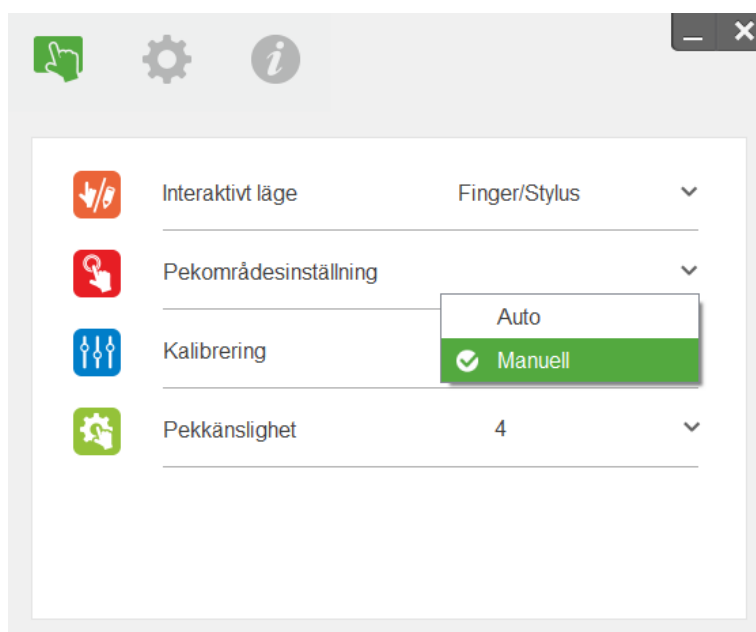 Interaktivt läge Finger/Stylus
Pekområdesinställning
Auto
Kalibrering
Manuell
Pekkänslighet 4